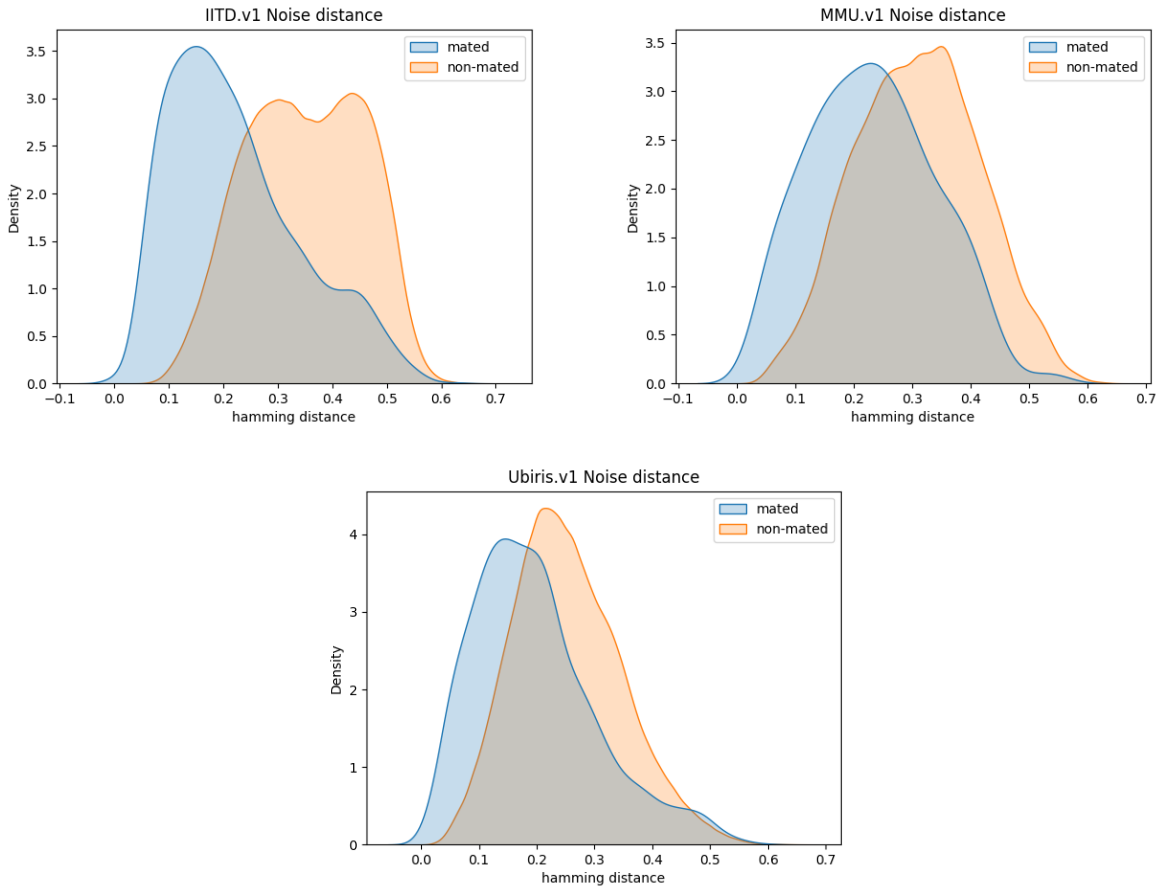 IITD.v1 Noise distance
mated
non-mated
Density
3.5
3.0
2.5
2.0
1.5
1.0
0.5
0.0
−0.1 0.0 0.1 0.2 0.3 0.4 0.5 0.6 0.7
hamming distance
MMU.v1 Noise distance
mated
non-mated
Density
3.5
3.0
2.5
2.0
1.5
1.0
0.5
0.0
−0.1 0.0 0.1 0.2 0.3 0.4 0.5 0.6 0.7
hamming distance
Ubiris.v1 Noise distance
mated
non-mated
Density
4
3
2
1
0
0.0 0.1 0.2 0.3 0.4 0.5 0.6 0.7
hamming distance